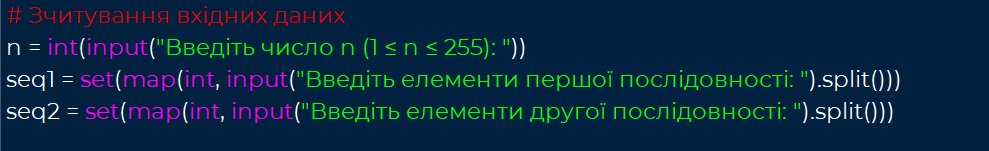 # Зчитування вхідних даних
n = int(input("Введіть число n (1 ≤ n ≤ 255): "))
seq1 = set(map(int, input("Введіть елементи першої послідовності: ").split()))
seq2 = set(map(int, input("Введіть елементи другої послідовності: ").split()))